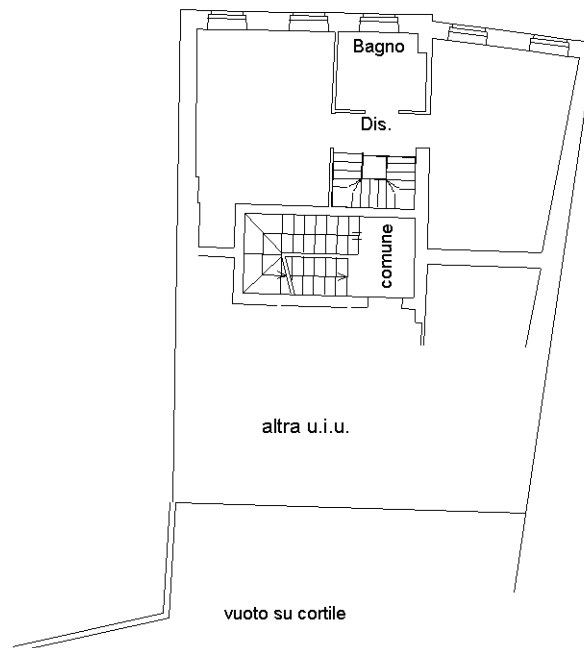 Bagno
Dis.
comune
altra u.i.u.
vuoto su cortile